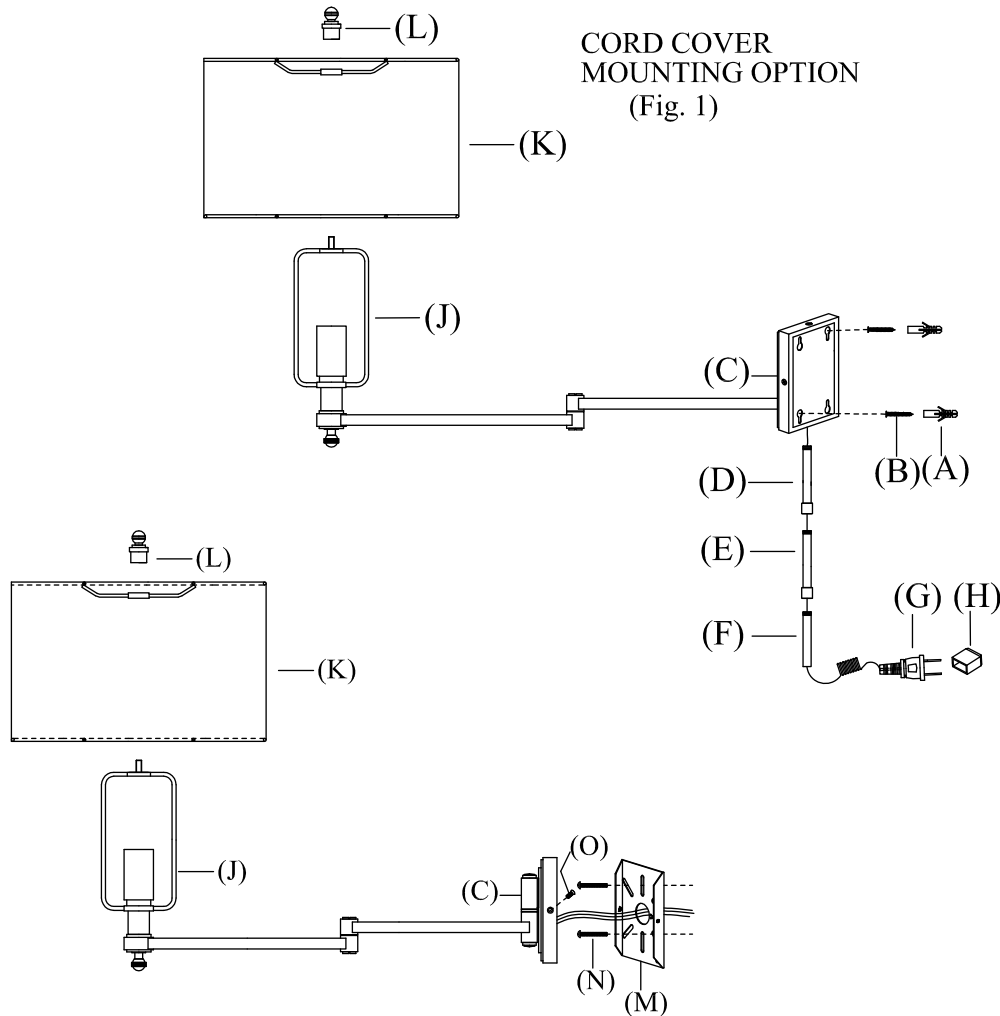 (L)
CORD COVER
MOUNTING OPTION
(Fig. 1)
(K)
(J)
(C)
(B) (A)
(D)
(E)
(F)
(G) (H)
(L)
(K)
(J)
(C)
(O)
(N)
(M)